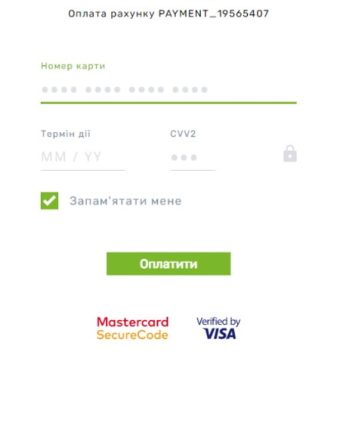 Оплата рахунку PAYMENT_19565407
Номер карти
Термін дії CVV2
MM / YY
Запам'ятати мене
Оплатити
Mastercard Verified by
SecureCode VISA